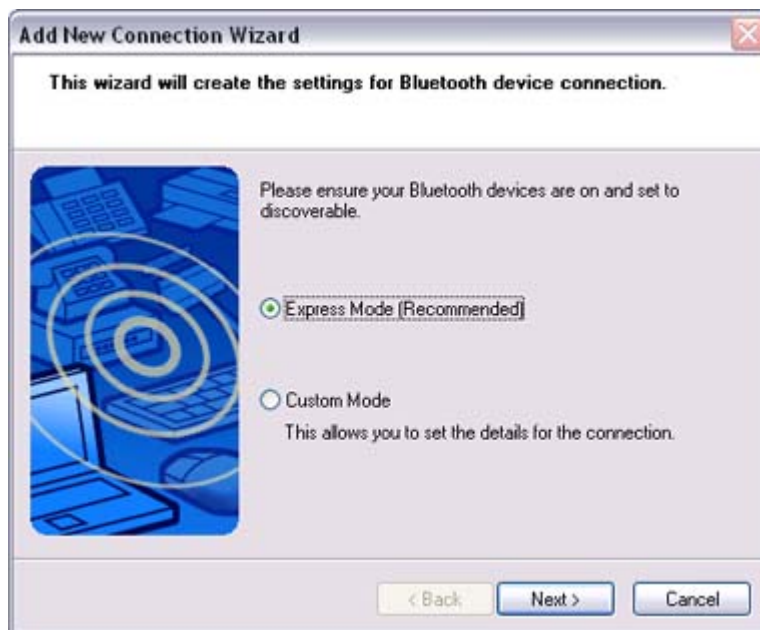 Add New Connection Wizard
This wizard will create the settings for Bluetooth device connection.
Please ensure your Bluetooth devices are on and set to
discoverable.
Express Mode (Recommended)
Custom Mode
This allows you to set the details for the connection.
< Back
Next >
Cancel